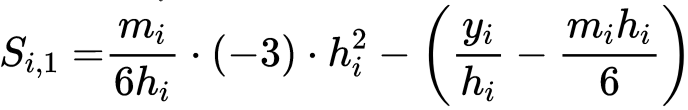 S_{i,1} = \frac{m_i}{6h_i} \cdot (-3) \cdot h_i^2 - \left( \frac{y_i}{h_i} - \frac{m_i h_i}{6} \right)